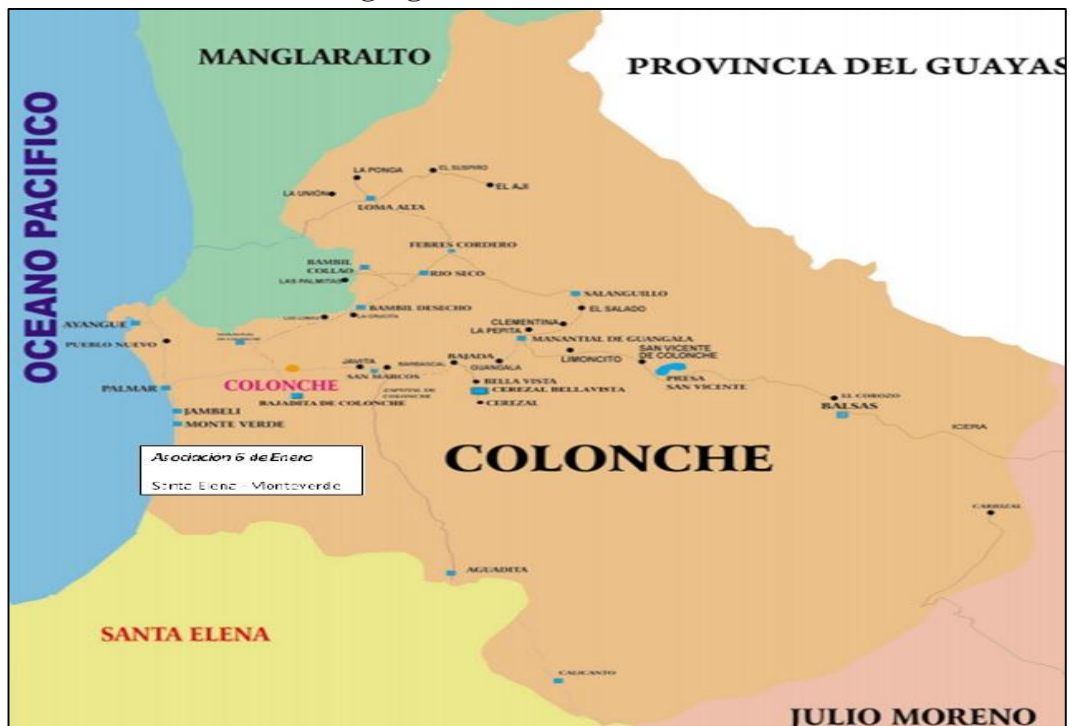 MANGLARALTO
PROVINCIA DEL GUAYAS
OCEANO PACIFICO
LA PONGA
EL SUSPIRO
LA UNIÓN
EL AJI
LOMA ALTA
FEBRES CORDERO
BAMBIL
COLLAO
RIO SECO
LAS PALMITAS
SALANGUILLO
BAMBIL DESECHO
EL SALADO
AYANGUE
CLEMENTINA
LA PEPITA
PUEBLO NUEVO
MANANTIAL DE GUANGALA
JAVITA
BAMBASCAL
BAJADA
LIMONCITO
SAN VICENTE
DE COLONCHE
GUANGALA
SAN MARCOS
PRESA
SAN VICENTE
PALMAR
COLONCHE
BELLA VISTA
CEREZAL BELLAVISTA
BAJADITA DE COLONCHE
CEREZAL
EL COROZO
BALSAS
JAMBELI
MONTE VERDE
ICERA
Asociación 6 de Enero
Santa Elena - Monteverde
COLONCHE
CARRIZAL
AGUADITA
SANTA ELENA
CALICANTO
JULIO MORENO